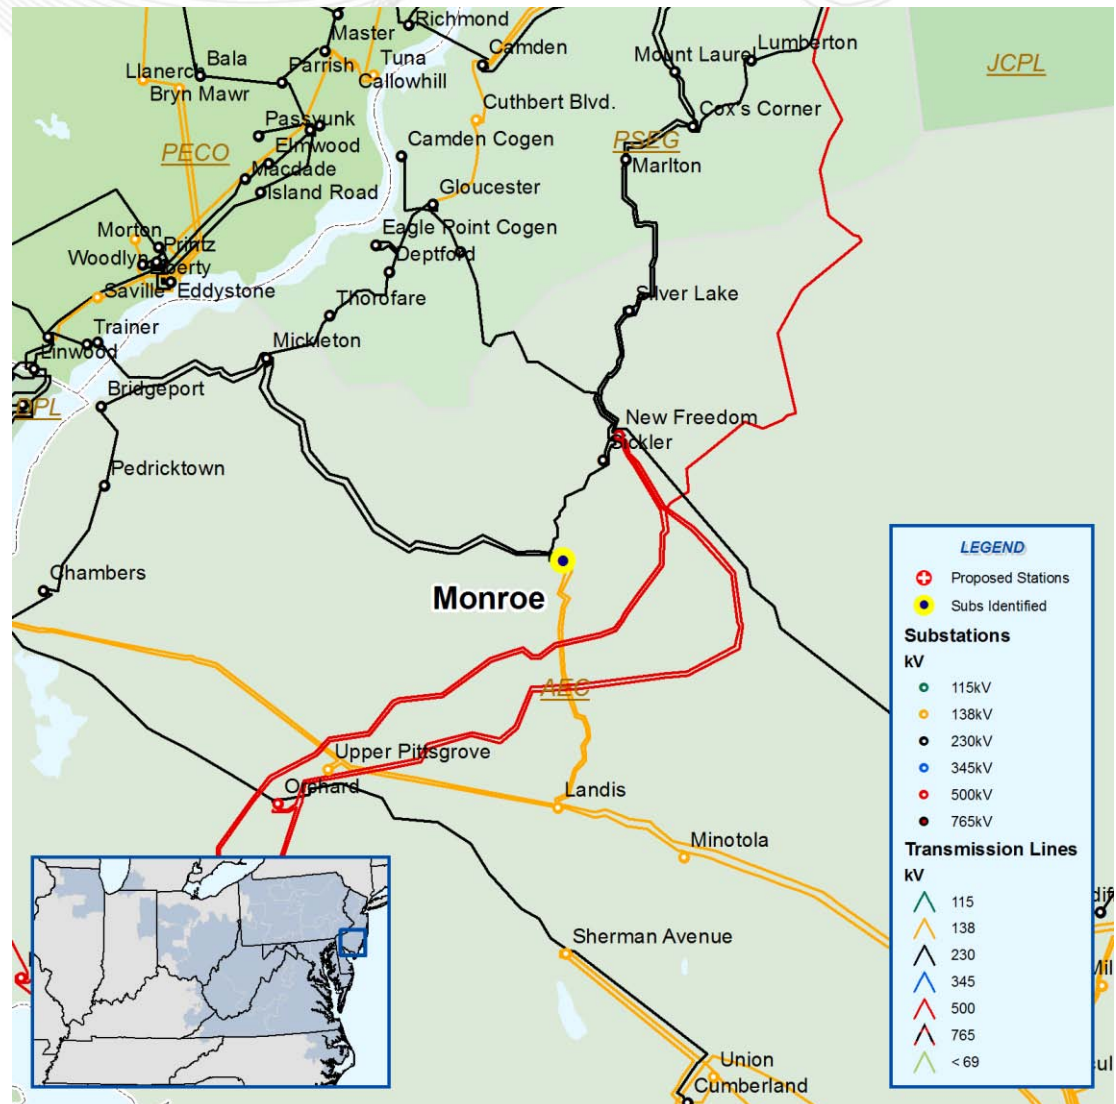 Richmond
Master
Camden
Mount Laurel
Lumberton
JCPL
Bala
Tuna
Parrish
Llanerch
Callowhill
Bryn Mawr
Cuthbert Blvd.
Cox's Corner
Passyunk
PECO
Elmwood
Camden Cogen
PSEG
Marlton
Macdade
Island Road
Gloucester
Morton
Printz
Eagle Point Cogen
Woodlyn
Deptford
Saville
Eddystone
Thorofare
Silver Lake
Trainer
Linwood
Mickleton
DPL
Bridgeport
New Freedom
Sickler
Pedricktown
Chambers
Monroe
AEC
Upper Pittsgrove
Orchard
Landis
Minotola
Sherman Avenue
Union
Cumberland
LEGEND
Proposed Stations
Subs Identified
Substations
kV
115kV
138kV
230kV
345kV
500kV
765kV
Transmission Lines
kV
115
138
230
345
500
765
< 69